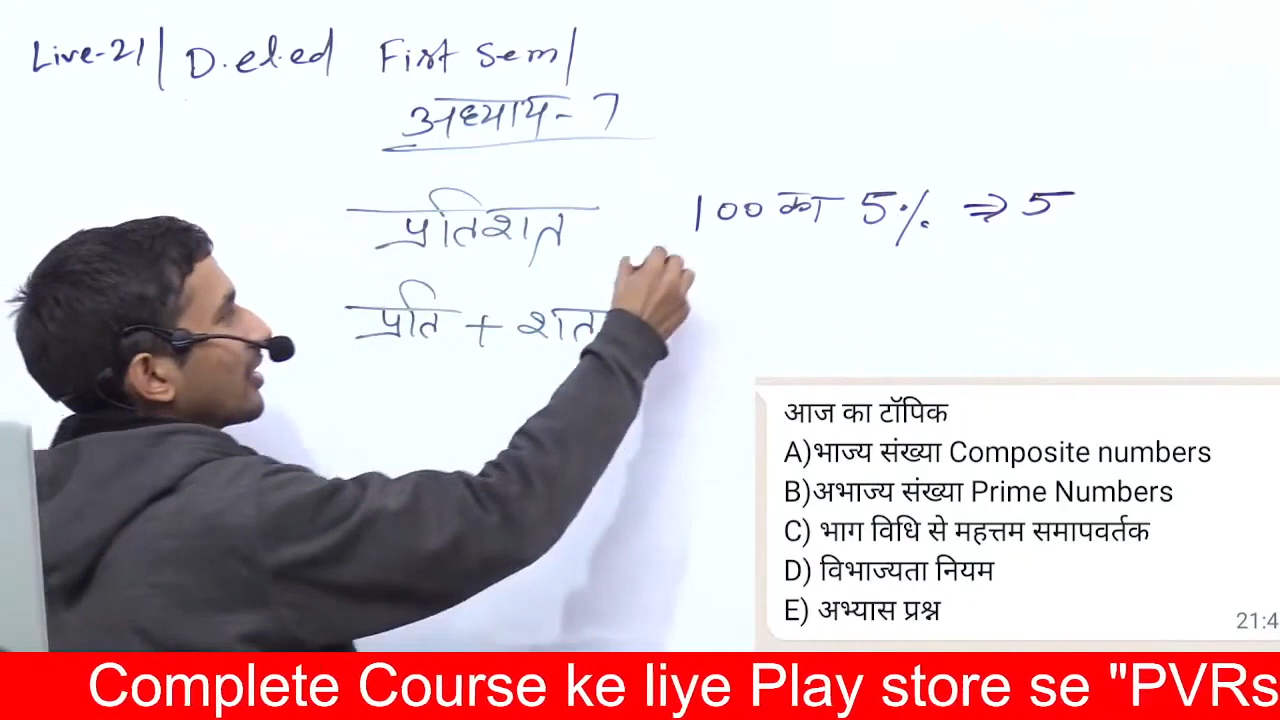 Live-21 / D.el.ed First Sem /
अध्याय - 7
प्रतिशत 100 का 5% ⇒ 5
प्रति + शत
आज का टॉपिक
A)भाज्य संख्या Composite numbers
B)अभाज्य संख्या Prime Numbers
C) भाग विधि से महत्तम समापवर्तक
D) विभाज्यता नियम
E) अभ्यास प्रश्न
21:4
Complete Course ke liye Play store se "PVRs